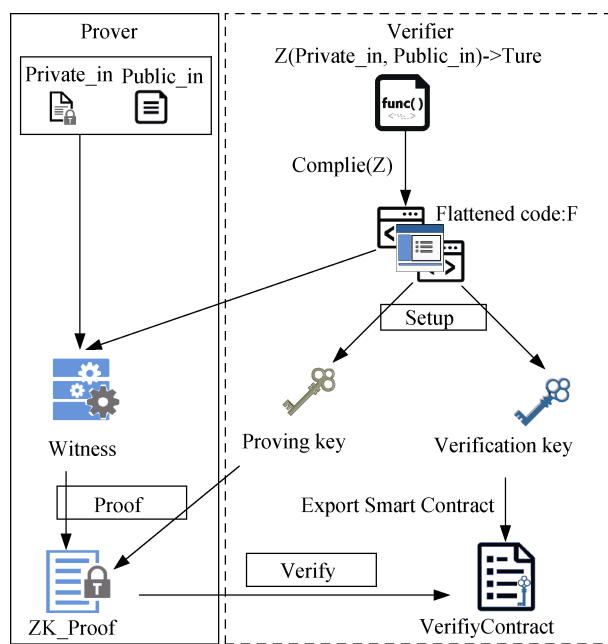 Prover
Private_in
Public_in
Verifier
Z(Private_in, Public_in)->Ture
func( )
Complie(Z)
Flattened code:F
Setup
Witness
Proving key
Verification key
Proof
Export Smart Contract
T
Verify
ZK_Proof
VerifiyContract